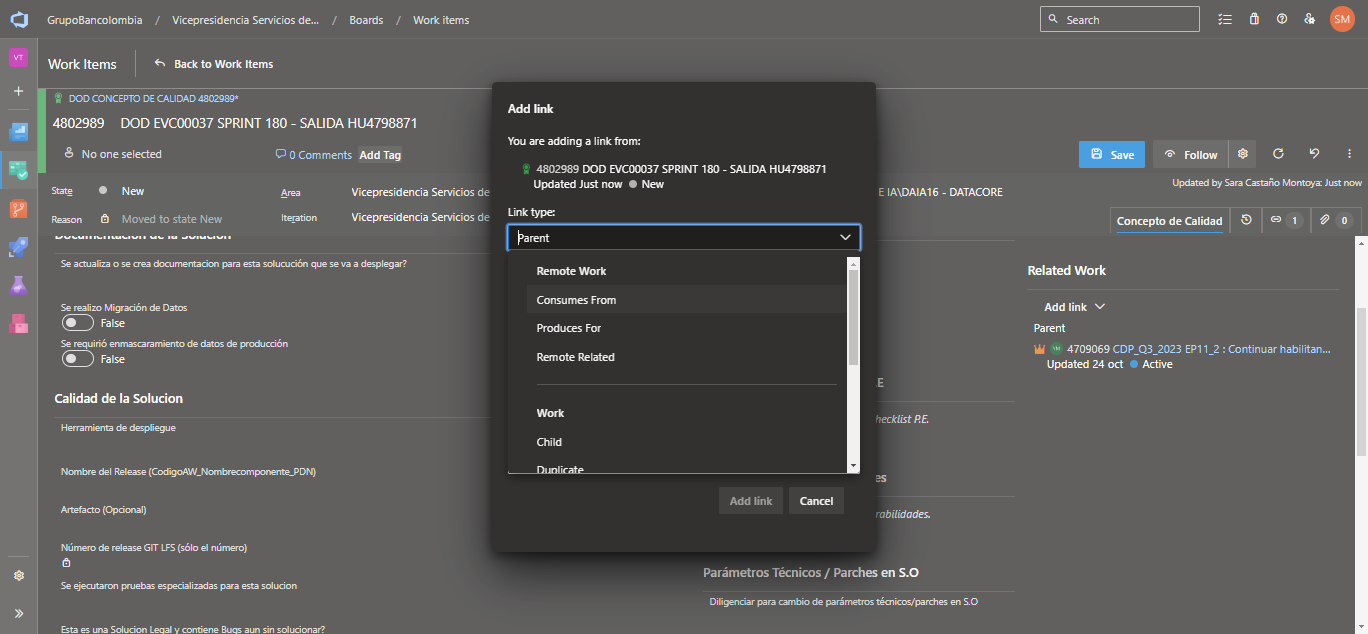 GrupoBancolombia / Vicepresidencia Servicios de... / Boards / Work items
Search
SM
VT
Work Items
Back to Work Items
DOD CONCEPTO DE CALIDAD 4802989*
4802989 DOD EVC00037 SPRINT 180 - SALIDA HU4798871
No one selected
0 Comments
Add Tag
Save
Follow
State
New
Area
Vicepresidencia Servicios de
E IA\DAIA16 - DATACORE
Updated by Sara Castaño Montoya: Just now
Reason
Moved to state New
Iteration
Vicepresidencia Servicios de
Concepto de Calidad
1
0
Documentación de la Solución
Se actualiza o se crea documentacion para esta solucución que se va a desplegar?
Se realizo Migración de Datos
False
Se requirió enmascaramiento de datos de producción
False
Calidad de la Solucion
Herramienta de despliegue
Nombre del Release (CodigoAW_Nombrecomponente_PDN)
Artefacto (Opcional)
Número de release GIT LFS (sólo el número)
Se ejecutaron pruebas especializadas para esta solucion
Esta es una Solucion Legal y contiene Bugs aun sin solucionar?
Add link
You are adding a link from:
4802989 DOD EVC00037 SPRINT 180 - SALIDA HU4798871
Updated Just now
New
Link type:
Parent
Remote Work
Consumes From
Produces For
Remote Related
Work
Child
Duplicate
Add link
Cancel
E
hecklist P.E.
es
rabilidades.
Parámetros Técnicos / Parches en S.O
Diligenciar para cambio de parámetros técnicos/parches en S.O
Related Work
Add link
Parent
4709069 CDP_Q3_2023 EP11_2 : Continuar habilitan...
Updated 24 oct
Active